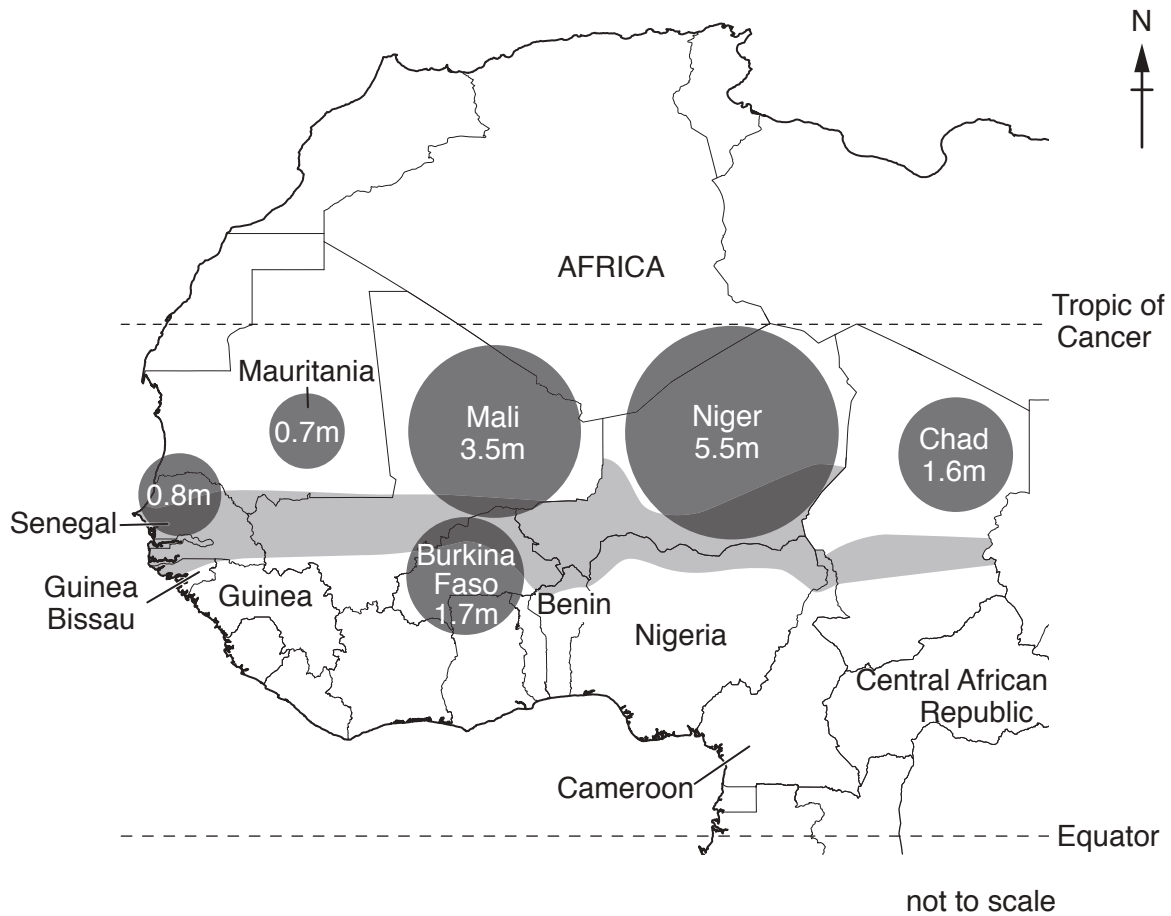 N
AFRICA
Tropic of
Cancer
Mauritania
0.7m
Mali
3.5m
Niger
5.5m
Chad
1.6m
0.8m
Senegal
Guinea
Bissau
Guinea
Burkina
Faso
1.7m
Benin
Nigeria
Central African
Republic
Cameroon
Equator
not to scale